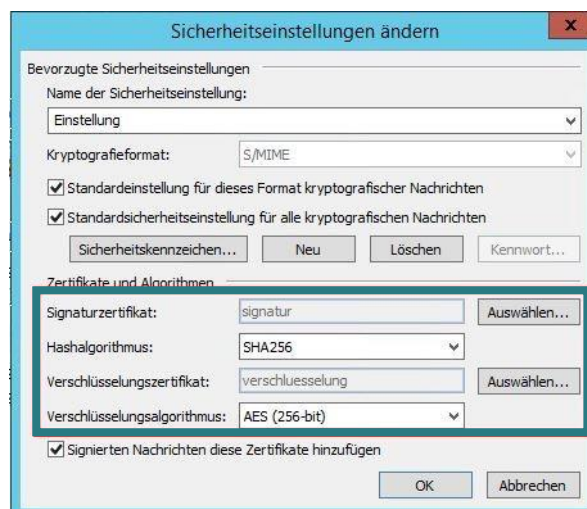 Sicherheitseinstellungen ändern
x
Bevorzugte Sicherheitseinstellungen
Name der Sicherheitseinstellung:
Einstellung
Kryptografieformat: S/MIME
Standardeinstellung für dieses Format kryptografischer Nachrichten
Standardsicherheitseinstellung für alle kryptografischen Nachrichten
Sicherheitskennzeichen... Neu Löschen Kennwort...
Zertifikate und Algorithmen
Signaturzertifikat: signatur Auswählen...
Hashalgorithmus: SHA256
Verschlüsselungszertifikat: verschluesselung Auswählen...
Verschlüsselungsalgorithmus: AES (256-bit)
Signierten Nachrichten diese Zertifikate hinzufügen
OK Abbrechen